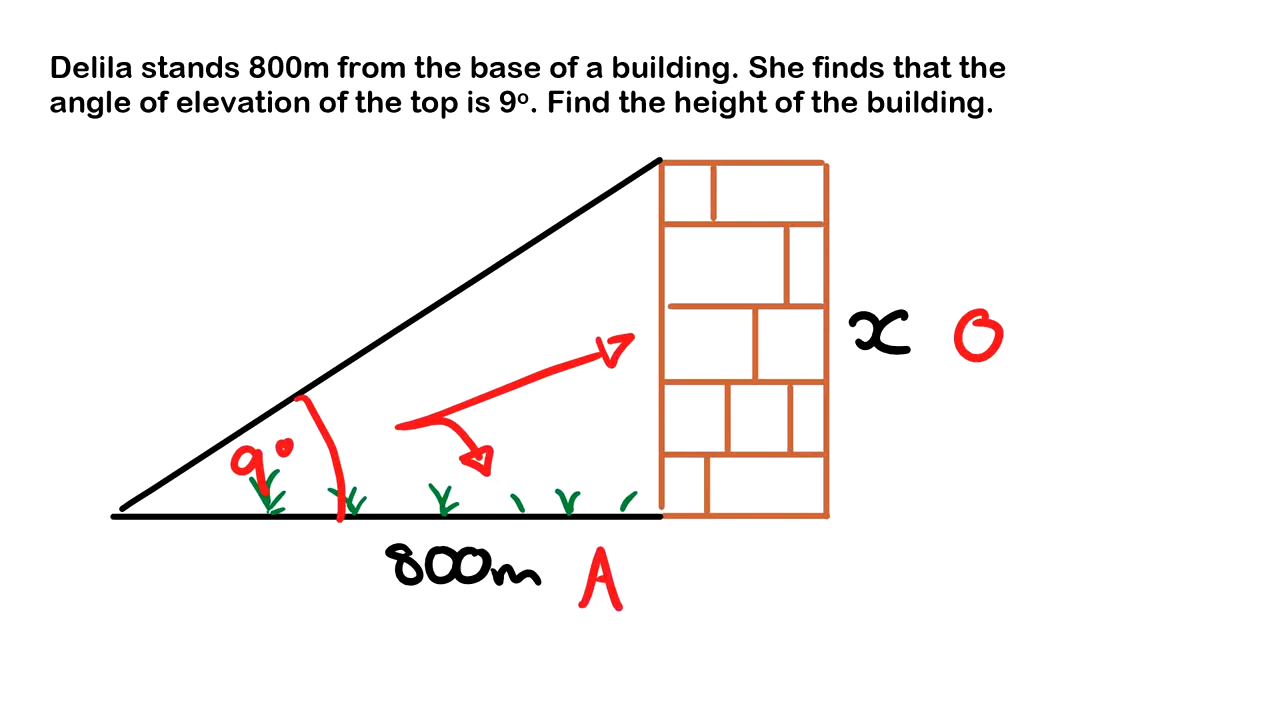 Delila stands 800m from the base of a building. She finds that the
angle of elevation of the top is 9°. Find the height of the building.
x O
9°
800m A